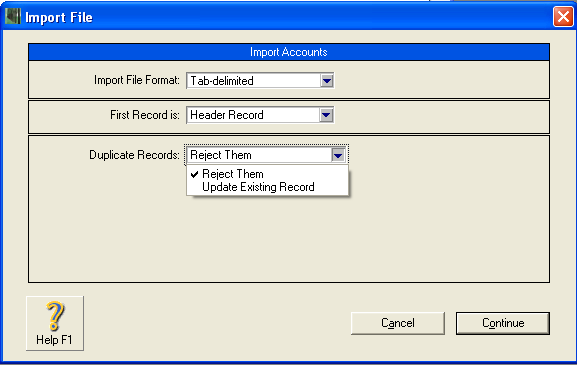 Import File
Import Accounts
Import File Format: Tab-delimited
First Record is: Header Record
Duplicate Records: Reject Them
Reject Them
Update Existing Record
Help F1
Cancel
Continue